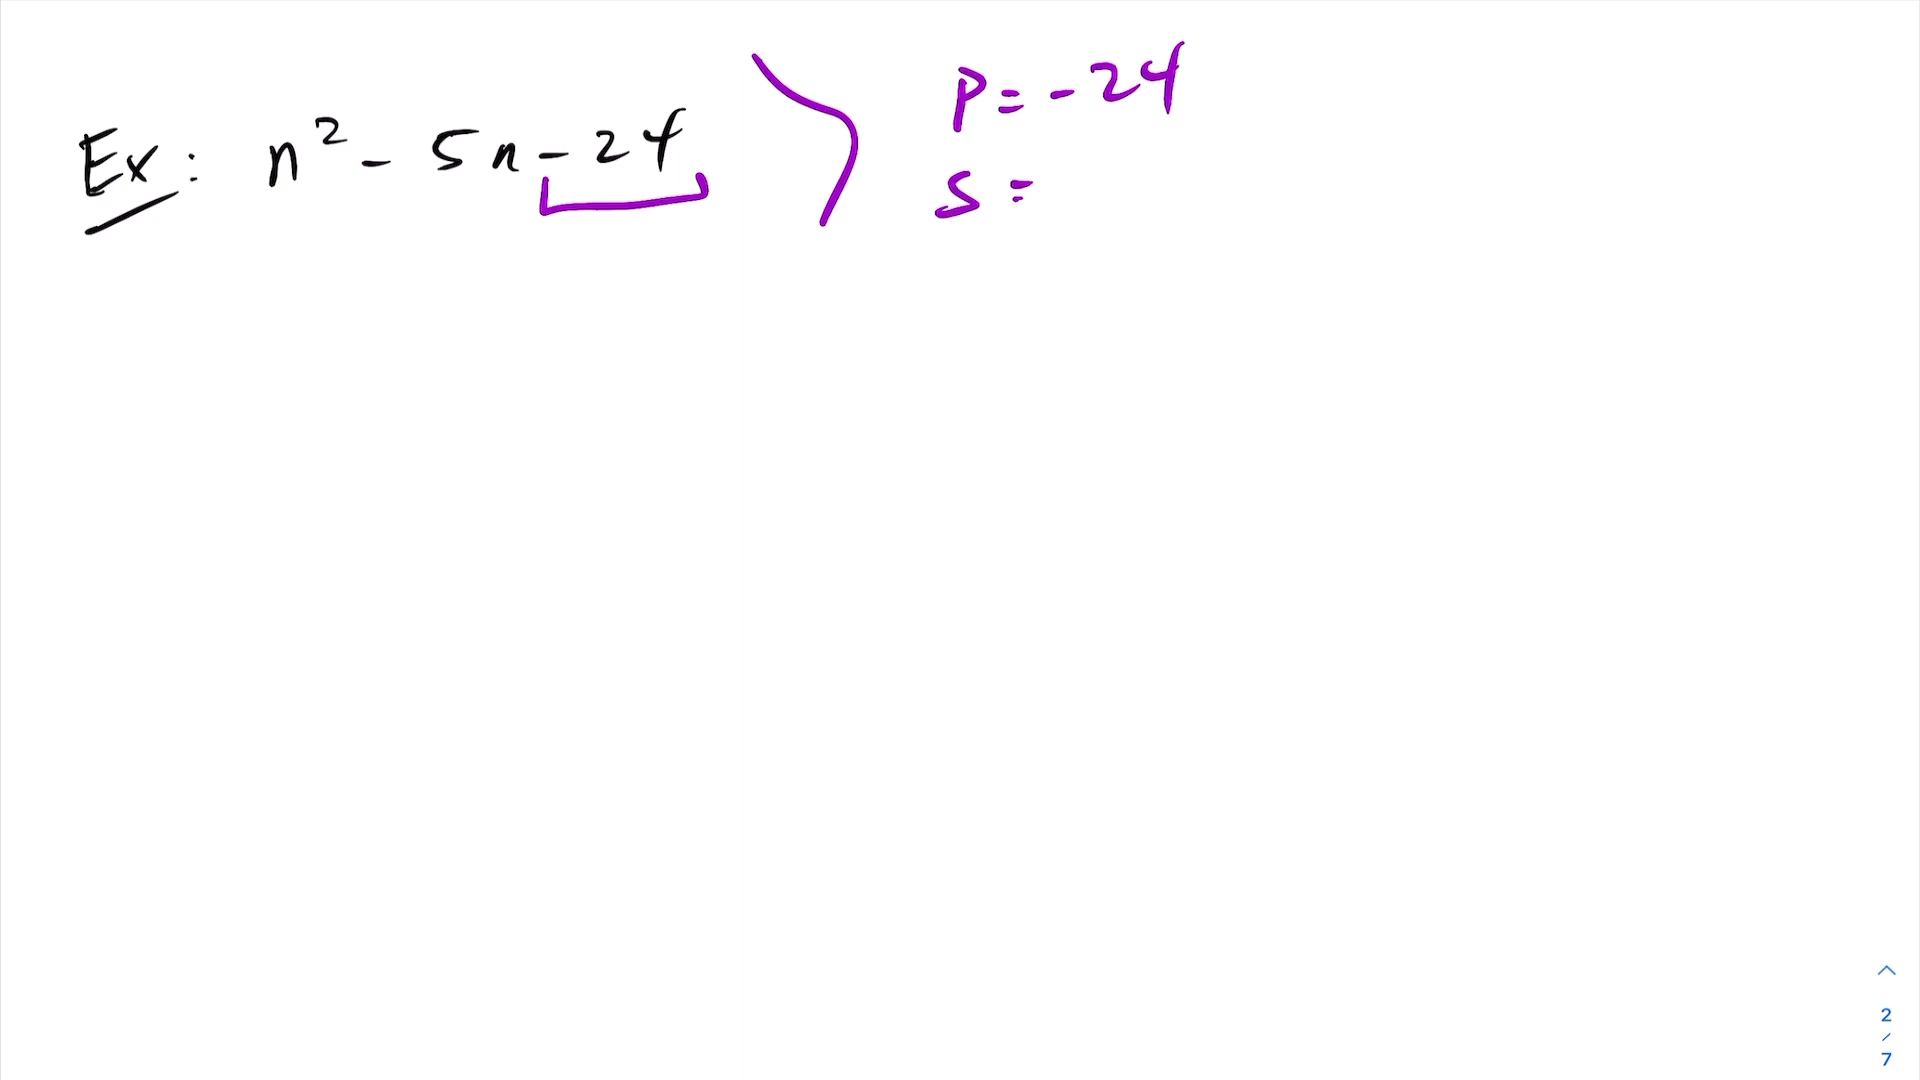 Ex: n² - 5n - 24
P = -24
S =
2
/
7